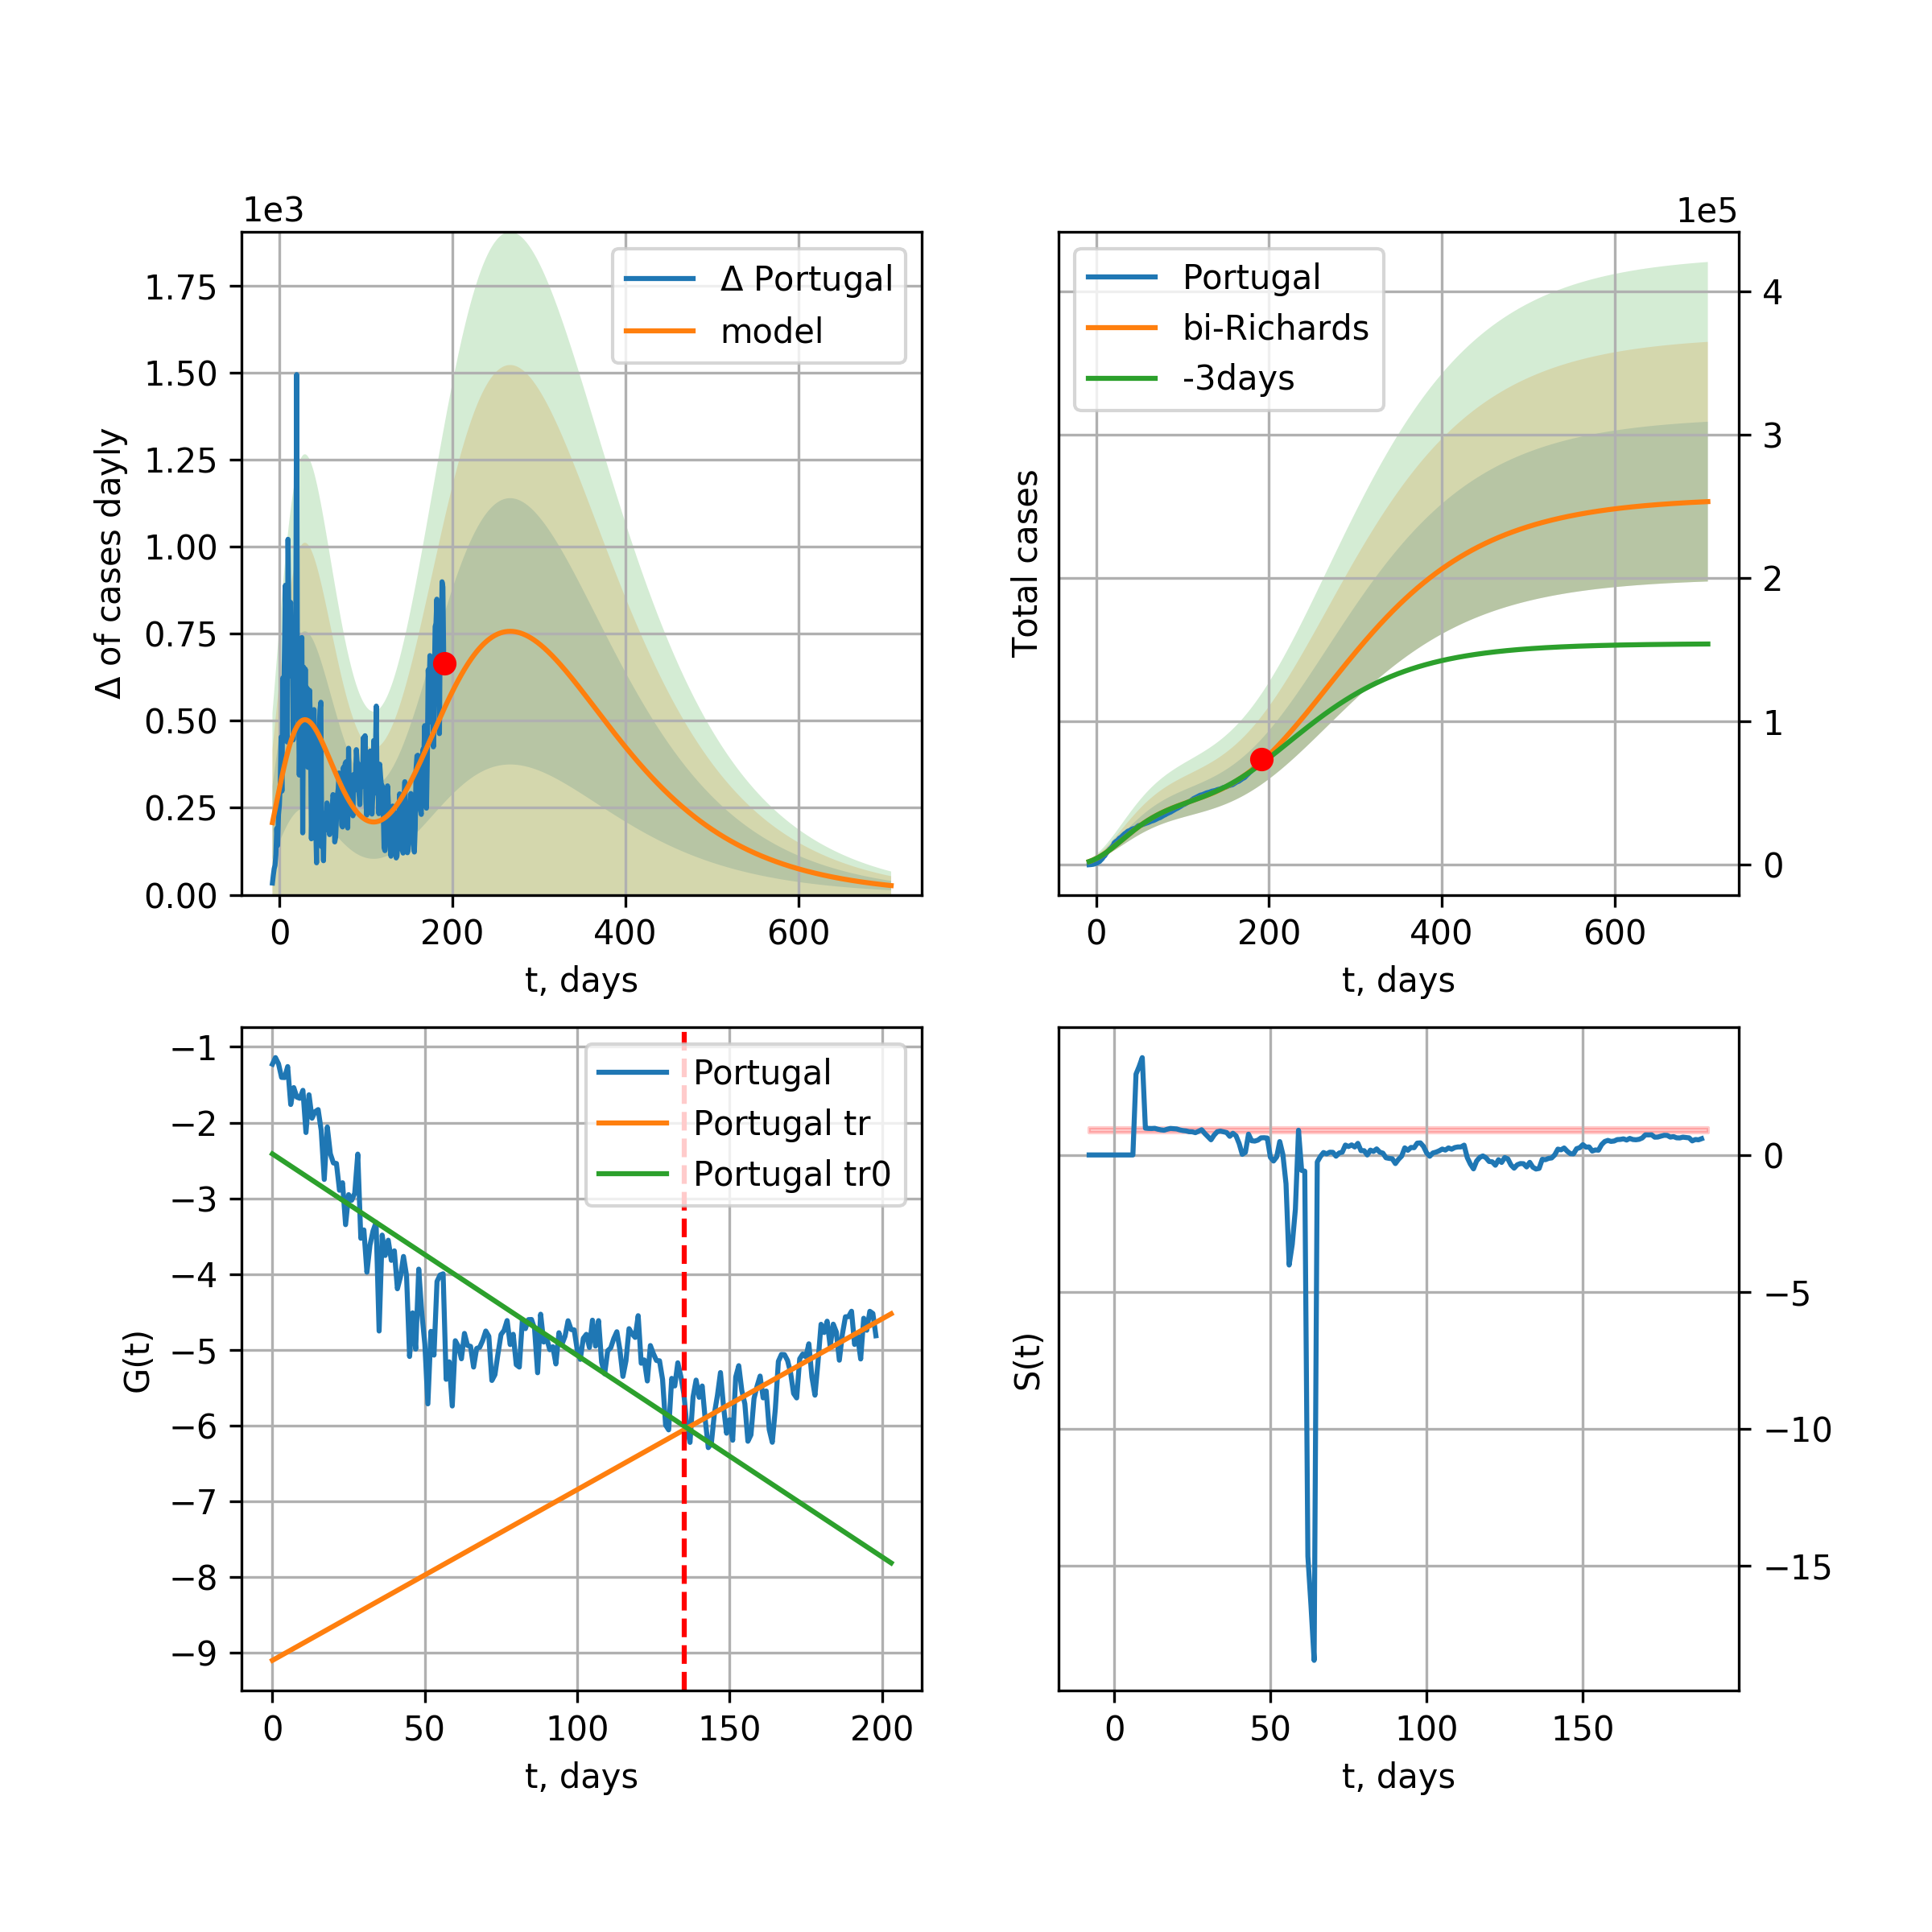 1e3
1.75
1.50
1.25
1.00
0.75
0.50
0.25
0.00
Δ of cases dayly
0 200 400 600
t, days
Δ Portugal
model
1e5
Portugal
bi-Richards
-3days
Total cases
4
3
2
1
0
0 200 400 600
t, days
−1
−2
−3
−4
−5
−6
−7
−8
−9
G(t)
Portugal
Portugal tr
Portugal tr0
0 50 100 150 200
t, days
S(t)
0
−5
−10
−15
0 50 100 150
t, days